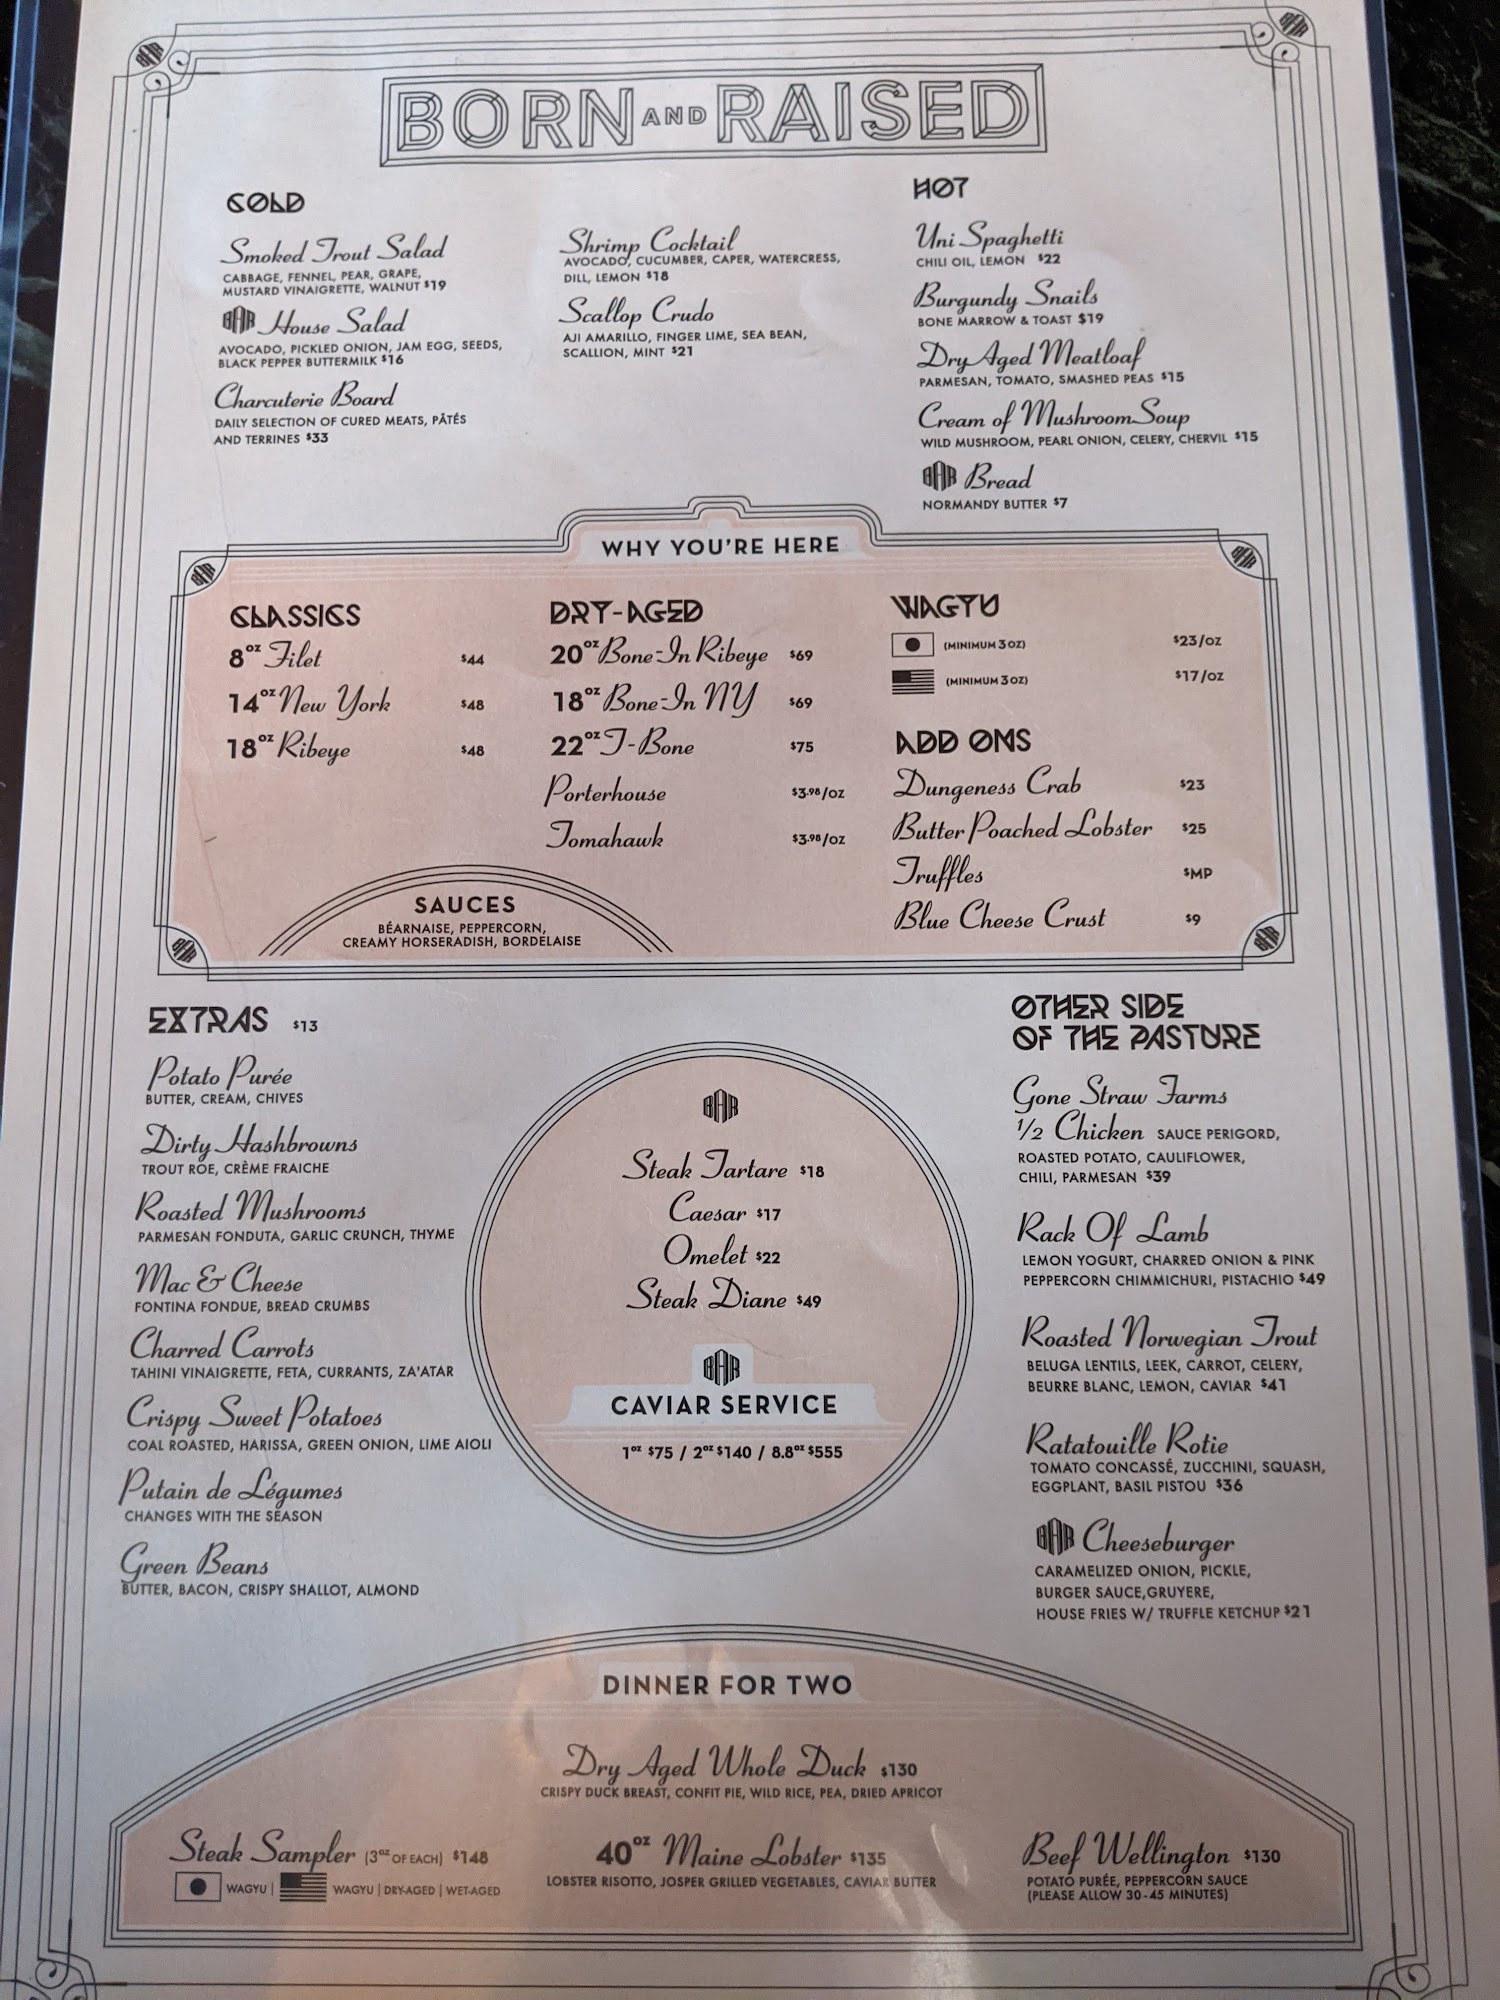 BORN AND RAISED
COLD
Smoked Trout Salad
CABBAGE, FENNEL, PEAR, GRAPE,
MUSTARD VINAIGRETTE, WALNUT $19
BAR House Salad
AVOCADO, PICKLED ONION, JAM EGG, SEEDS,
BLACK PEPPER BUTTERMILK $16
Charcuterie Board
DAILY SELECTION OF CURED MEATS, PÂTÉS
AND TERRINES $33
Shrimp Cocktail
AVOCADO, CUCUMBER, CAPER, WATERCRESS,
DILL, LEMON $18
Scallop Crudo
AJI AMARILLO, FINGER LIME, SEA BEAN,
SCALLION, MINT $21
HOT
Uni Spaghetti
CHILI OIL, LEMON $22
Burgundy Snails
BONE MARROW & TOAST $19
Dry Aged Meatloaf
PARMESAN, TOMATO, SMASHED PEAS $15
Cream of Mushroom Soup
WILD MUSHROOM, PEARL ONION, CELERY, CHERVIL $15
BAR Bread
NORMANDY BUTTER $7
WHY YOU'RE HERE
CLASSICS
8oz Filet $44
14oz New York $48
18oz Ribeye $48
DRY-AGED
20oz Bone-In Ribeye $69
18oz Bone-In NY $69
22oz T-Bone $75
Porterhouse $3.98/OZ
Tomahawk $3.98/OZ
WAGYU
(MINIMUM 3 OZ) $23/OZ
(MINIMUM 3 OZ) $17/OZ
ADD ONS
Dungeness Crab $23
Butter Poached Lobster $25
Truffles $MP
Blue Cheese Crust $9
SAUCES
BÉARNAISE, PEPPERCORN,
CREAMY HORSERADISH, BORDELAISE
EXTRAS $13
Potato Purée
BUTTER, CREAM, CHIVES
Dirty Hashbrowns
TROUT ROE, CRÈME FRAICHE
Roasted Mushrooms
PARMESAN FONDUTA, GARLIC CRUNCH, THYME
Mac & Cheese
FONTINA FONDUE, BREAD CRUMBS
Charred Carrots
TAHINI VINAIGRETTE, FETA, CURRANTS, ZA'ATAR
Crispy Sweet Potatoes
COAL ROASTED, HARISSA, GREEN ONION, LIME AIOLI
Putain de Légumes
CHANGES WITH THE SEASON
Green Beans
BUTTER, BACON, CRISPY SHALLOT, ALMOND
BAR
Steak Tartare $18
Caesar $17
Omelet $22
Steak Diane $49
BAR
CAVIAR SERVICE
1oz $75 / 2oz $140 / 8.8oz $555
OTHER SIDE
OF THE PASTURE
Gone Straw Farms
1/2 Chicken SAUCE PERIGORD,
ROASTED POTATO, CAULIFLOWER,
CHILI, PARMESAN $39
Rack Of Lamb
LEMON YOGURT, CHARRED ONION & PINK
PEPPERCORN CHIMMICHURI, PISTACHIO $49
Roasted Norwegian Trout
BELUGA LENTILS, LEEK, CARROT, CELERY,
BEURRE BLANC, LEMON, CAVIAR $41
Ratatouille Rotie
TOMATO CONCASSÉ, ZUCCHINI, SQUASH,
EGGPLANT, BASIL PISTOU $36
BAR Cheeseburger
CARAMELIZED ONION, PICKLE,
BURGER SAUCE,GRUYERE,
HOUSE FRIES W/ TRUFFLE KETCHUP $21
DINNER FOR TWO
Dry Aged Whole Duck $130
CRISPY DUCK BREAST, CONFIT PIE, WILD RICE, PEA, DRIED APRICOT
Steak Sampler (3oz OF EACH) $148
WAGYU | WAGYU | DRY-AGED | WET-AGED
40oz Maine Lobster $135
LOBSTER RISOTTO, JOSPER GRILLED VEGETABLES, CAVIAR BUTTER
Beef Wellington $130
POTATO PURÉE, PEPPERCORN SAUCE
(PLEASE ALLOW 30-45 MINUTES)